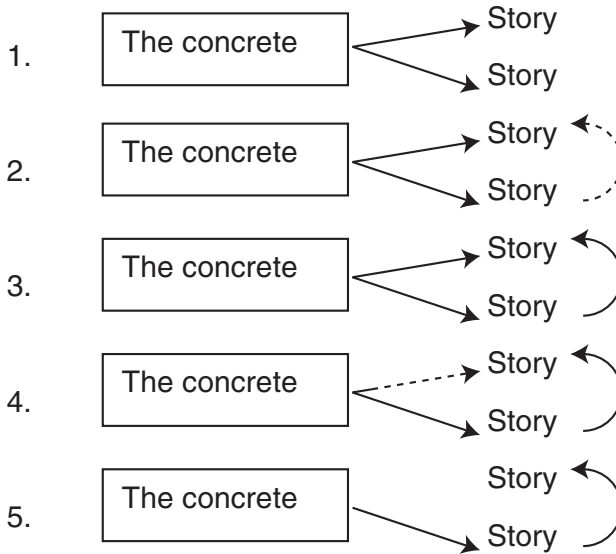 Story
1. The concrete
Story
Story
2. The concrete
Story
Story
3. The concrete
Story
Story
4. The concrete
Story
Story
5. The concrete
Story